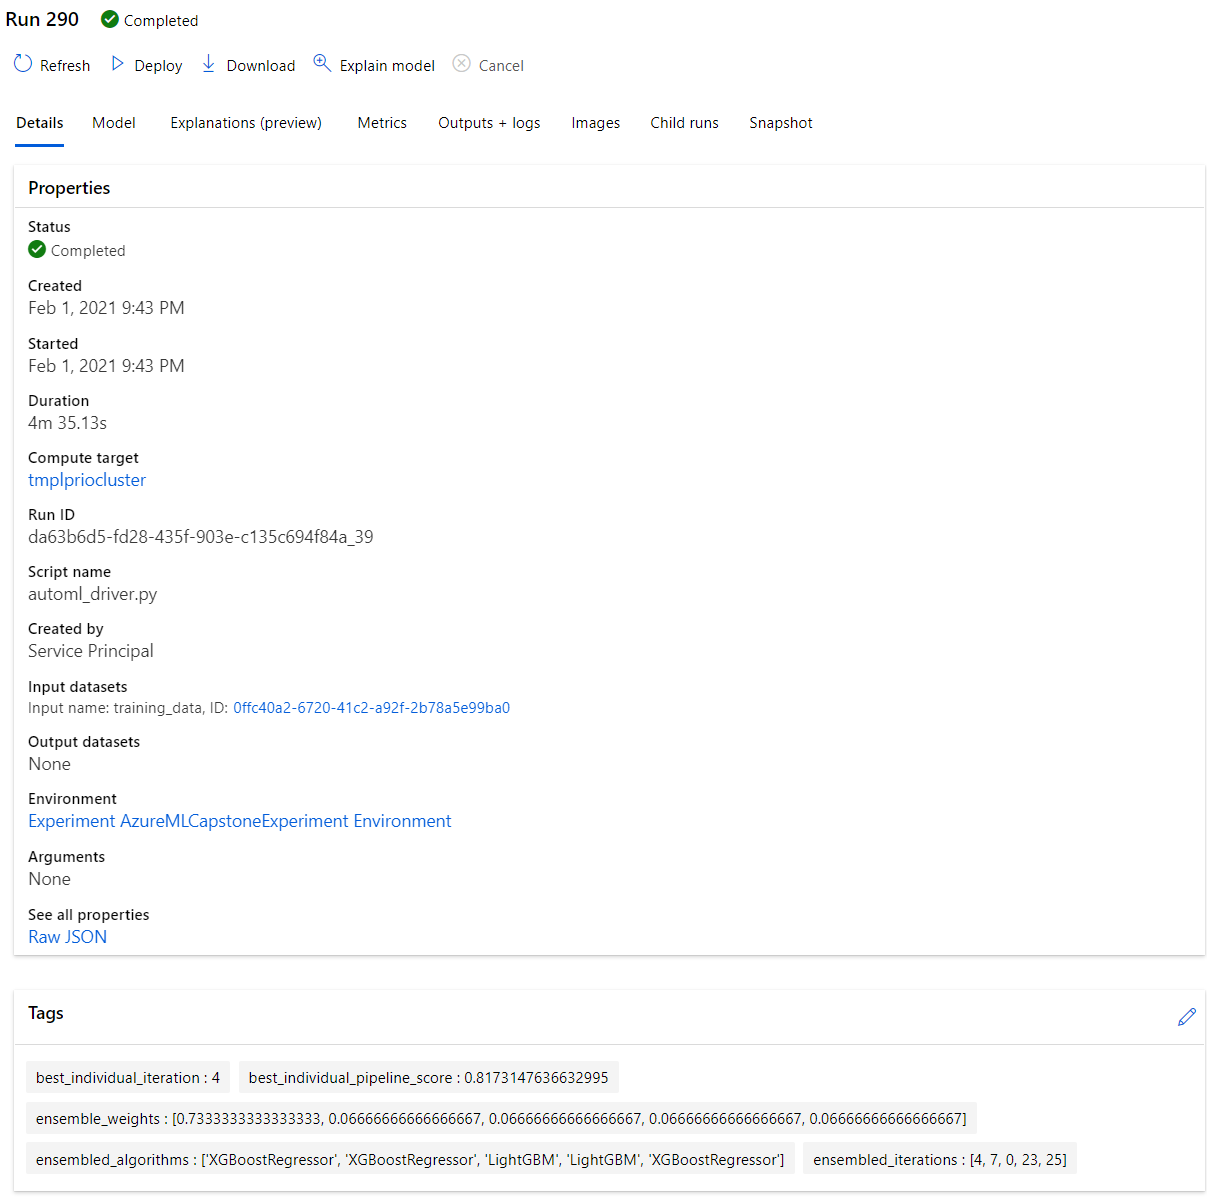 Run 290 Completed
Refresh Deploy Download Explain model Cancel
Details Model Explanations (preview) Metrics Outputs + logs Images Child runs Snapshot
Properties
Status
Completed
Created
Feb 1, 2021 9:43 PM
Started
Feb 1, 2021 9:43 PM
Duration
4m 35.13s
Compute target
tmplpriocluster
Run ID
da63b6d5-fd28-435f-903e-c135c694f84a_39
Script name
automl_driver.py
Created by
Service Principal
Input datasets
Input name: training_data, ID: 0ffc40a2-6720-41c2-a92f-2b78a5e99ba0
Output datasets
None
Environment
Experiment AzureMLCapstoneExperiment Environment
Arguments
None
See all properties
Raw JSON
Tags
best_individual_iteration : 4 best_individual_pipeline_score : 0.8173147636632995
ensemble_weights : [0.7333333333333333, 0.06666666666666667, 0.06666666666666667, 0.06666666666666667, 0.06666666666666667]
ensembled_algorithms : ['XGBoostRegressor', 'XGBoostRegressor', 'LightGBM', 'LightGBM', 'XGBoostRegressor'] ensembled_iterations : [4, 7, 0, 23, 25]